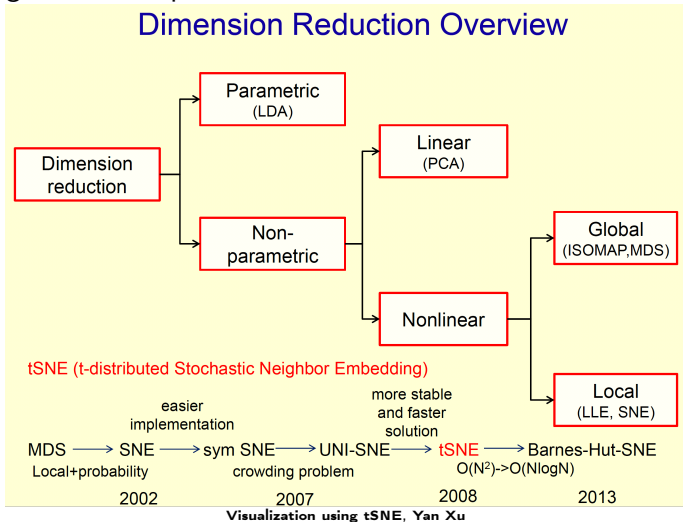 Dimension Reduction Overview
Parametric
(LDA)
Linear
(PCA)
Dimension
reduction
Non-
parametric
Global
(ISOMAP,MDS)
Nonlinear
tSNE (t-distributed Stochastic Neighbor Embedding)
Local
(LLE, SNE)
easier
implementation
more stable
and faster
solution
MDS → SNE → sym SNE → UNI-SNE → tSNE → Barnes-Hut-SNE
Local+probability crowding problem O(N²)->O(NlogN)
2002 2007 2008 2013
Visualization using tSNE, Yan Xu